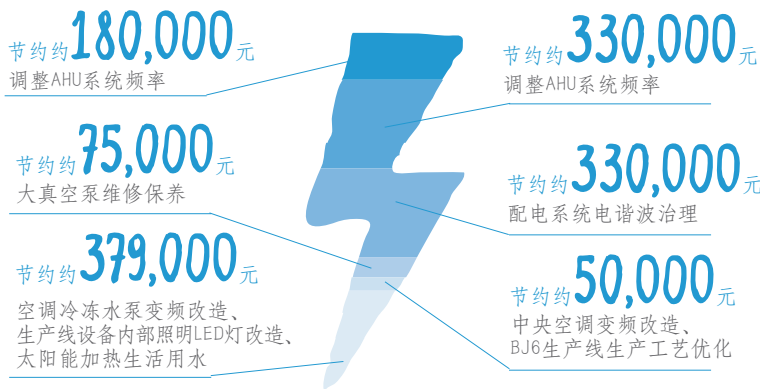 节约约180,000元
调整AHU系统频率
节约约75,000元
大真空泵维修保养
节约约379,000元
空调冷冻水泵变频改造、
生产线设备内部照明LED灯改造、
太阳能加热生活用水
节约约330,000元
调整AHU系统频率
节约约330,000元
配电系统电谐波治理
节约约50,000元
中央空调变频改造、
BJ6生产线生产工艺优化